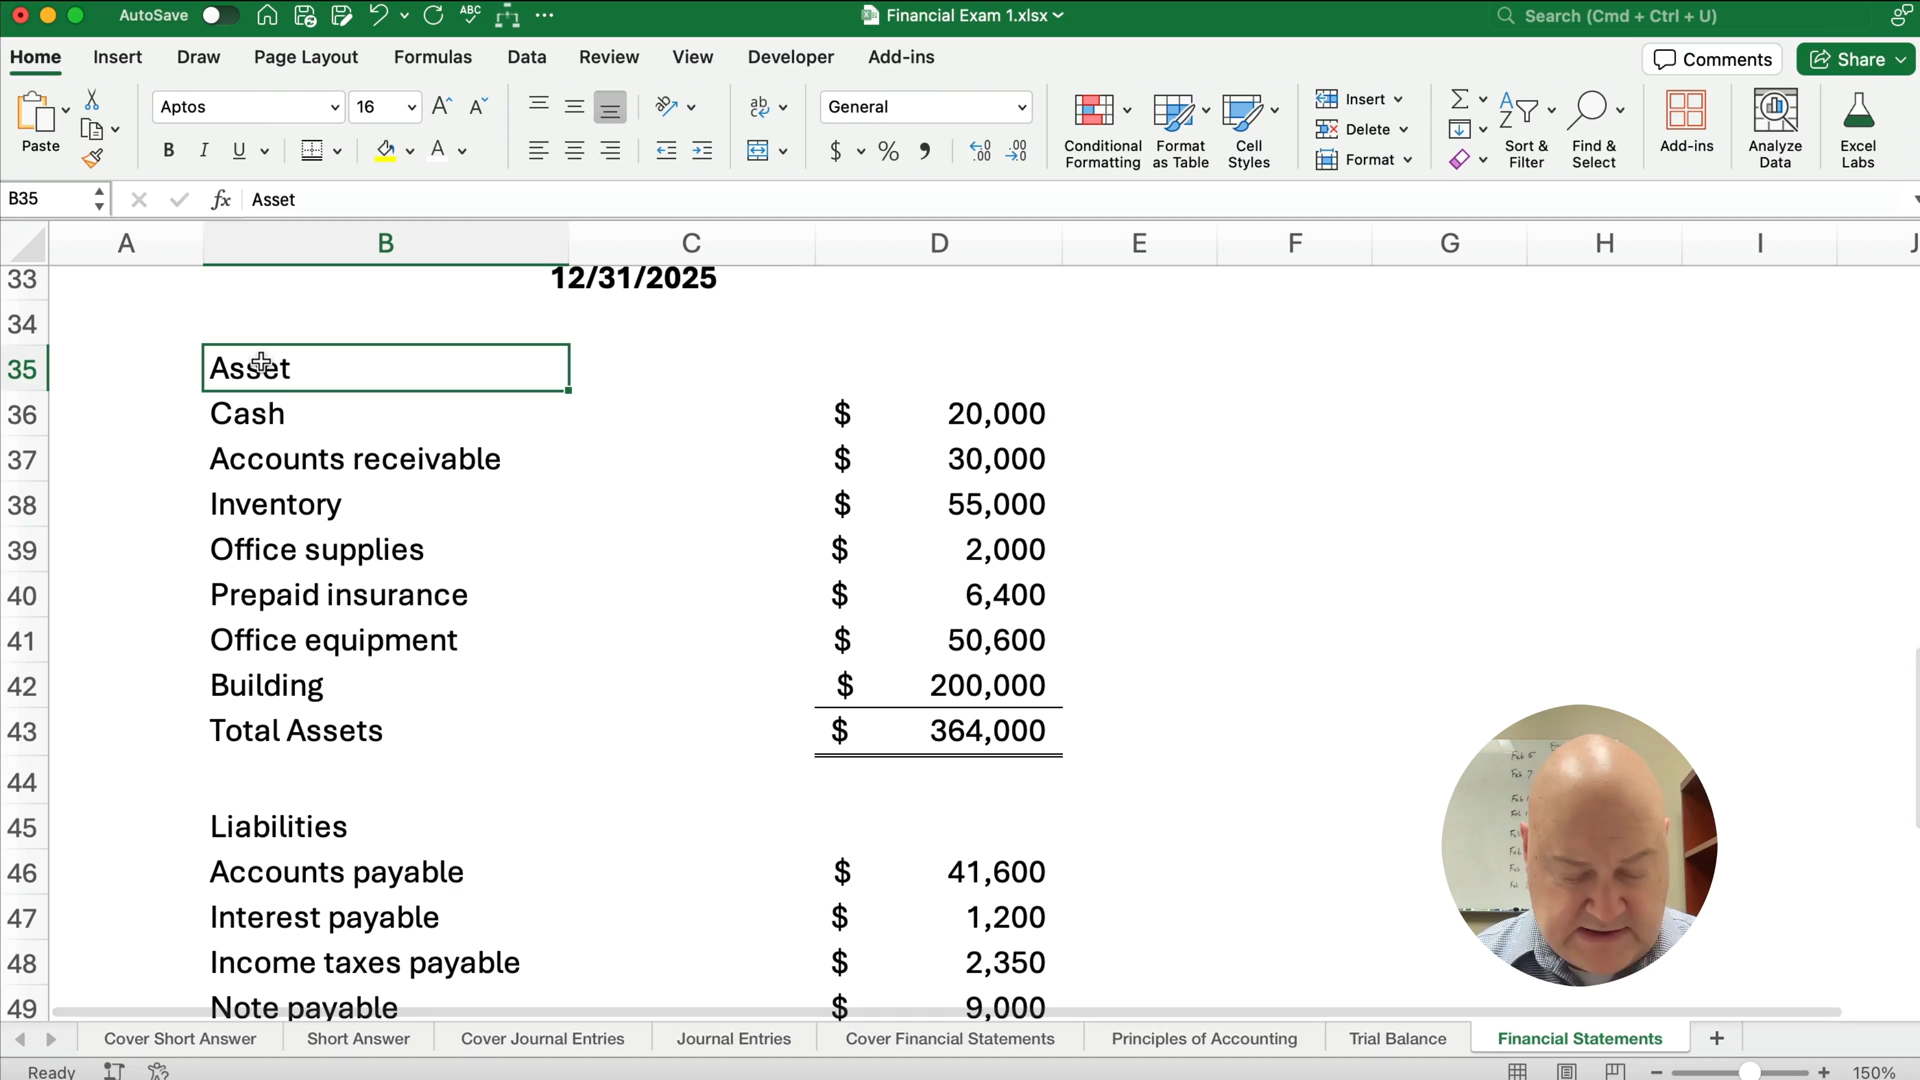 AutoSave
ABC
Financial Exam 1.xlsx
Search (Cmd + Ctrl + U)
Home Insert Draw Page Layout Formulas Data Review View Developer Add-ins
Comments
Share
Paste
Aptos
16
General
Conditional Formatting
Format as Table
Cell Styles
Insert
Delete
Format
Sort & Filter
Find & Select
Add-ins
Analyze Data
Excel Labs
B35
fx Asset
A B C D E F G H I J
33 12/31/2025
34
35 Asset
36 Cash $ 20,000
37 Accounts receivable $ 30,000
38 Inventory $ 55,000
39 Office supplies $ 2,000
40 Prepaid insurance $ 6,400
41 Office equipment $ 50,600
42 Building $ 200,000
43 Total Assets $ 364,000
44
45 Liabilities
46 Accounts payable $ 41,600
47 Interest payable $ 1,200
48 Income taxes payable $ 2,350
49 Note payable $ 9,000
Cover Short Answer Short Answer Cover Journal Entries Journal Entries Cover Financial Statements Principles of Accounting Trial Balance Financial Statements +
Ready
150%